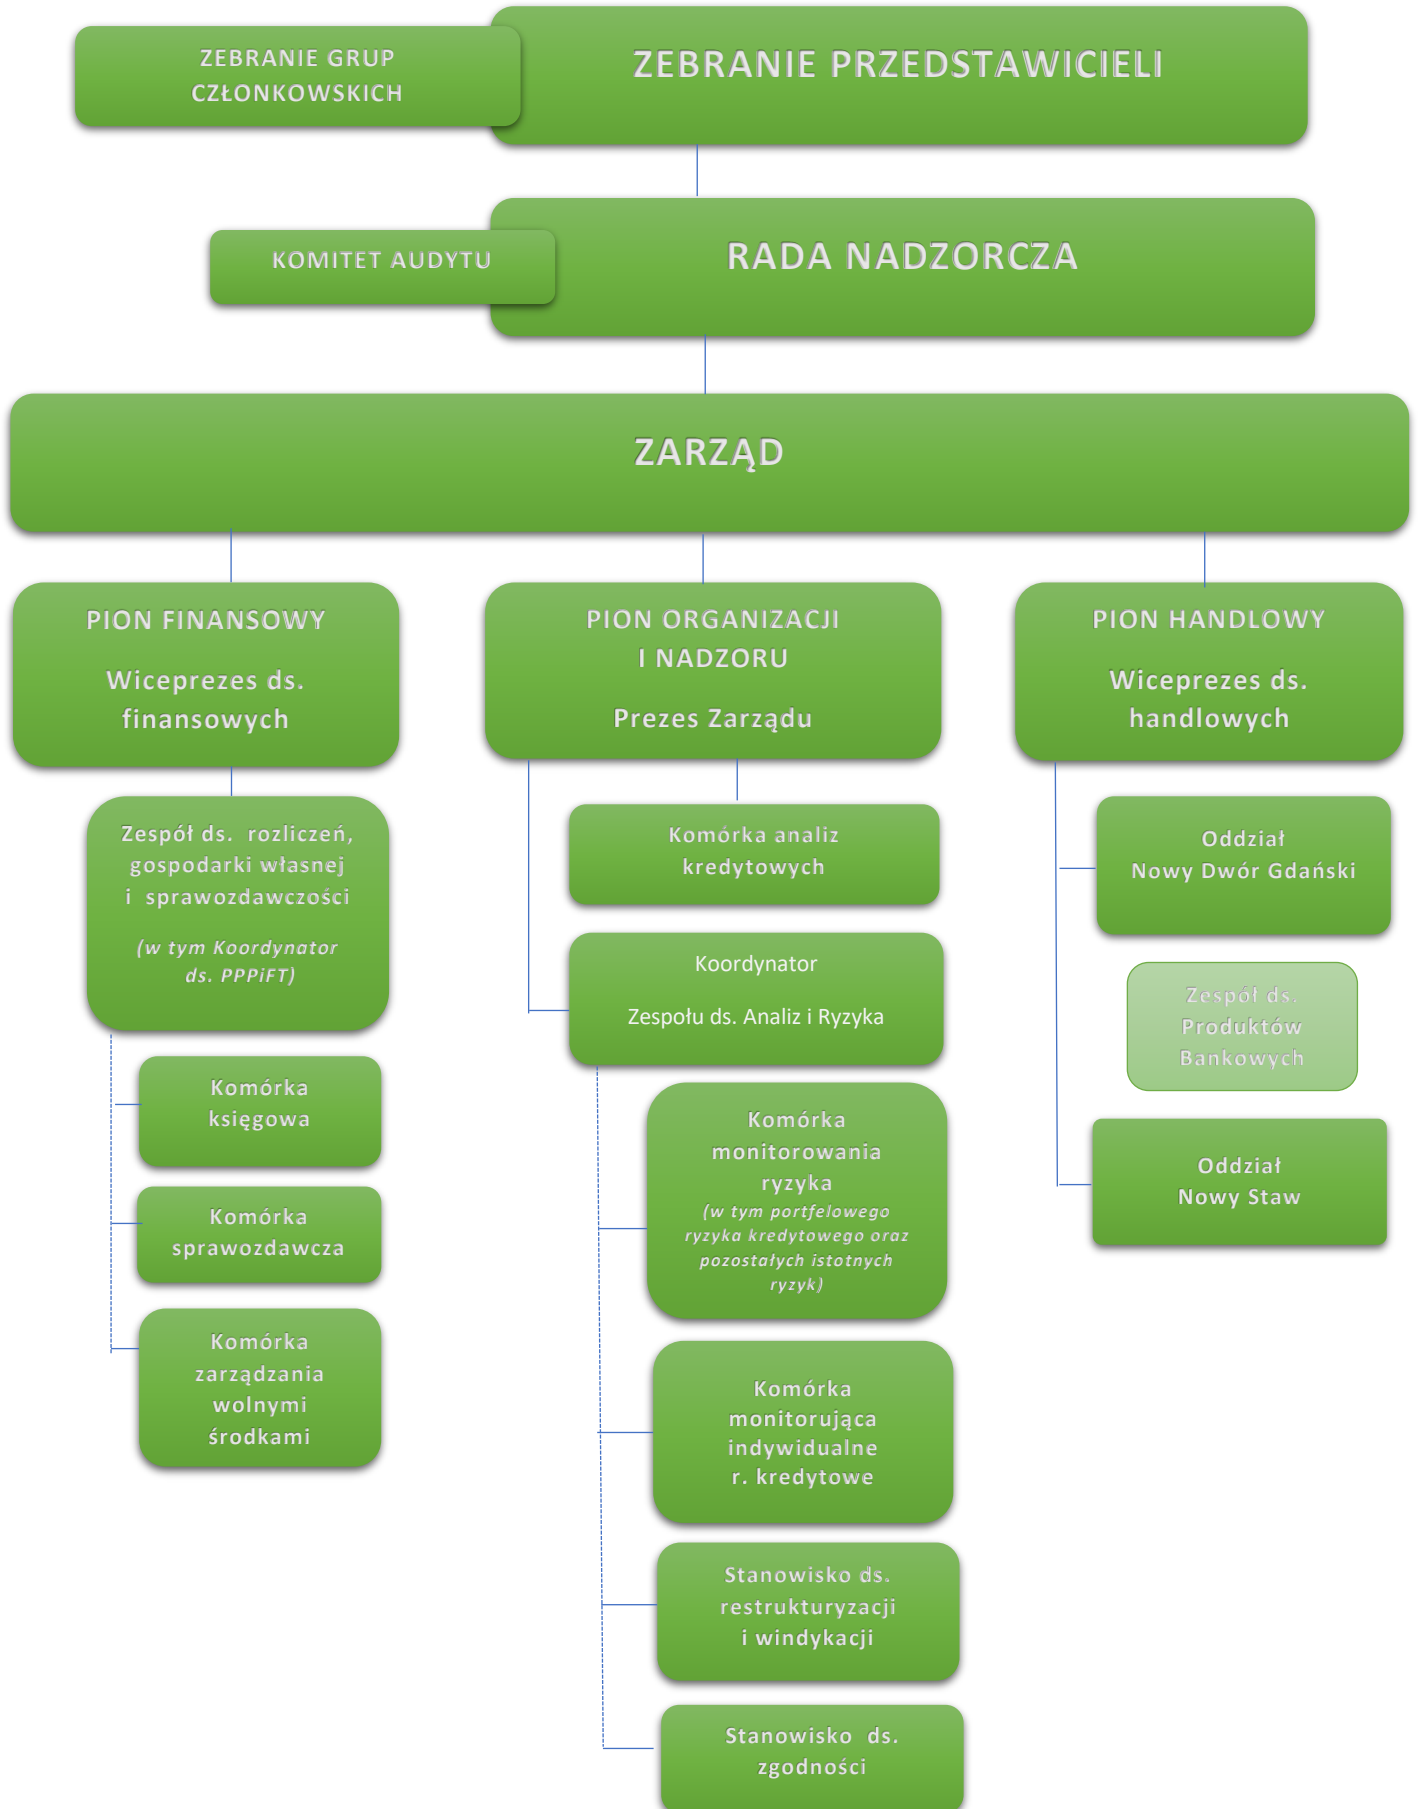 ZEBRANIE GRUP
CZŁONKOWSKICH
ZEBRANIE PRZEDSTAWICIELI
KOMITET AUDYTU
RADA NADZORCZA
ZARZĄD
PION FINANSOWY
Wiceprezes ds.
finansowych
PION ORGANIZACJI
I NADZORU
Prezes Zarządu
PION HANDLOWY
Wiceprezes ds.
handlowych
Zespół ds. rozliczeń,
gospodarki własnej
i sprawozdawczości
(w tym Koordynator
ds. PPPiFT)
Komórka
księgowa
Komórka
sprawozdawcza
Komórka
zarządzania
wolnymi
środkami
Komórka analiz
kredytowych
Koordynator
Zespołu ds. Analiz i Ryzyka
Komórka
monitorowania
ryzyka
(w tym portfelowego
ryzyka kredytowego oraz
pozostałych istotnych
ryzyk)
Komórka
monitorująca
indywidualne
r. kredytowe
Stanowisko ds.
restrukturyzacji
i windykacji
Stanowisko ds.
zgodności
Oddział
Nowy Dwór Gdański
Zespół ds.
Produktów
Bankowych
Oddział
Nowy Staw